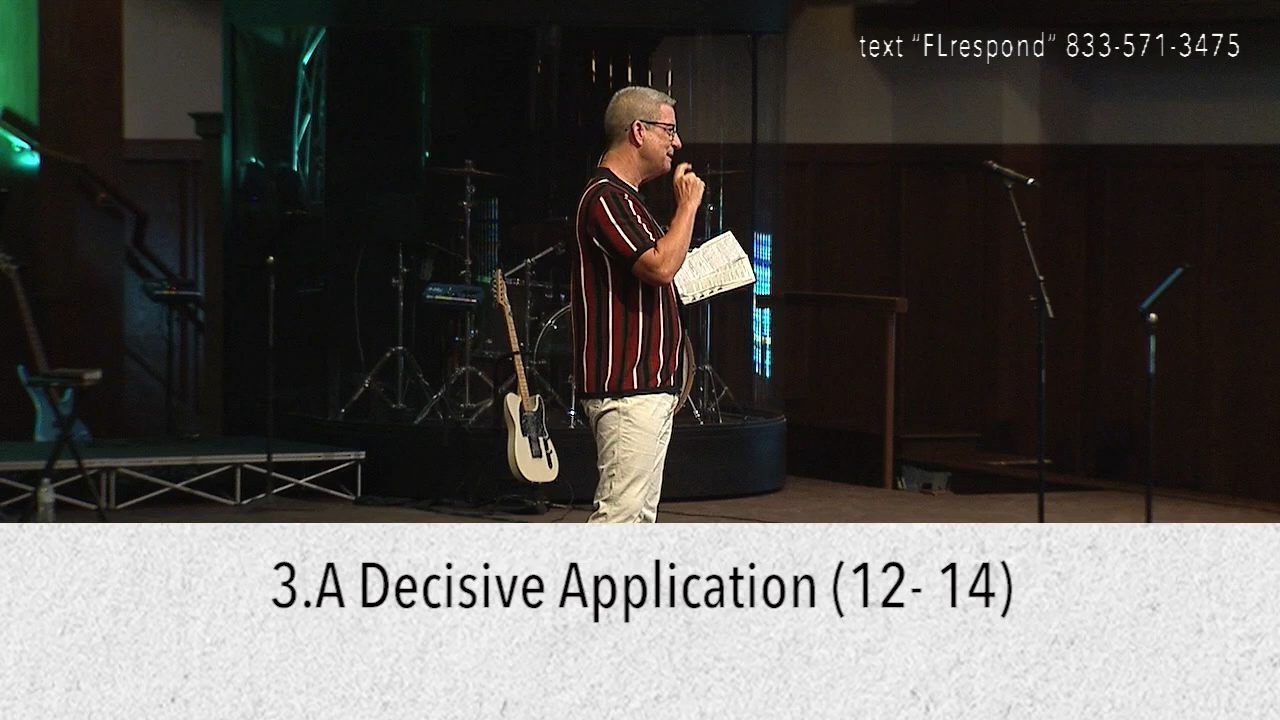 text “FLrespond” 833-571-3475
3.A Decisive Application (12- 14)